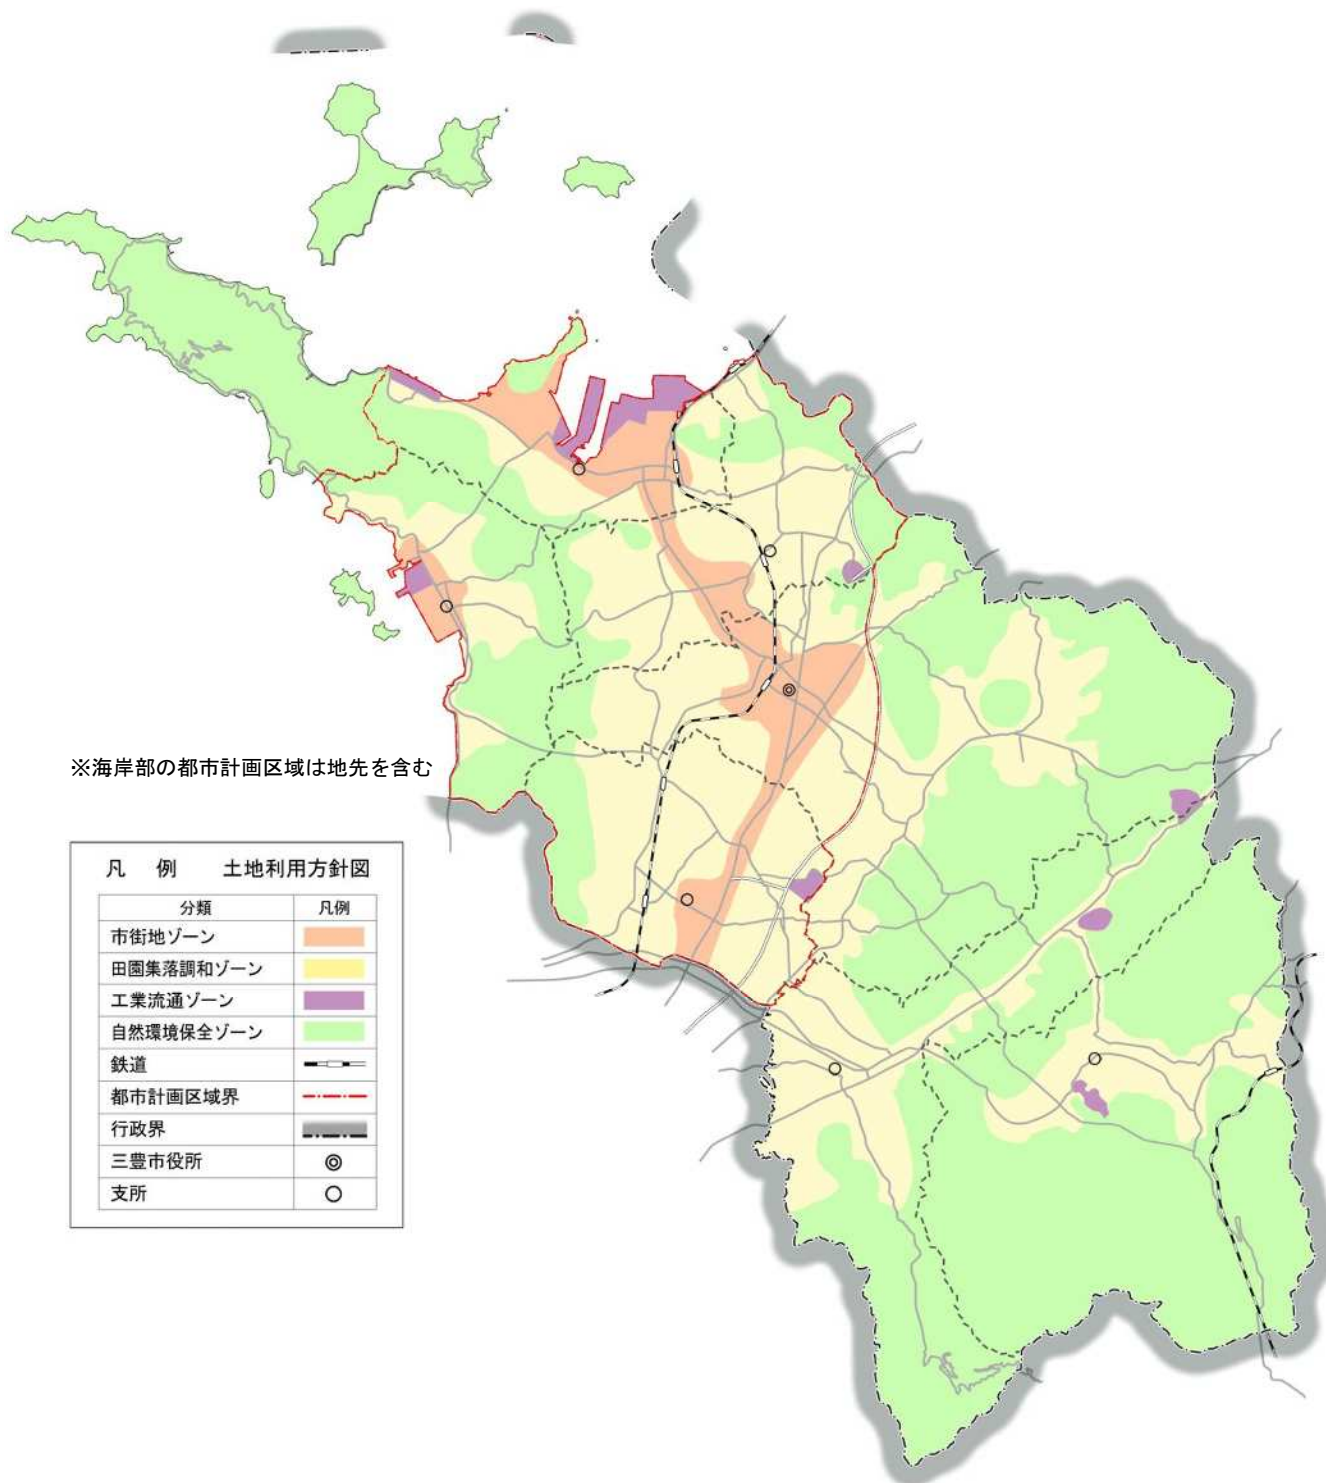 ※海岸部の都市計画区域は地先を含む
凡 例 土地利用方針図
分類 凡例
市街地ゾーン
田園集落調和ゾーン
工業流通ゾーン
自然環境保全ゾーン
鉄道
都市計画区域界
行政界
三豊市役所
支所